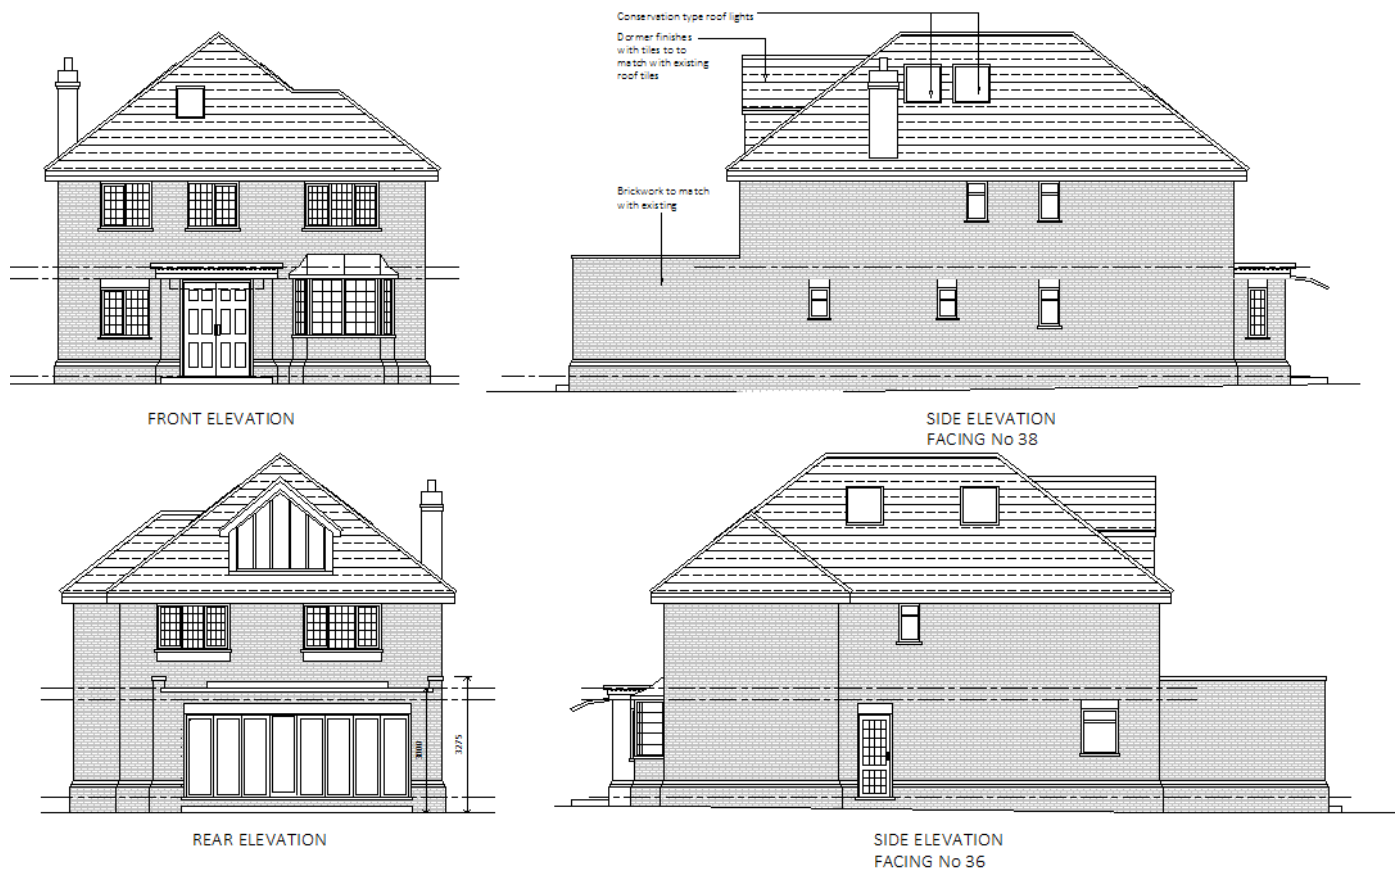 Conservation type roof lights
Dormer finishes
with tiles to to
match with existing
roof tiles
Brickwork to match
with existing
FRONT ELEVATION
SIDE ELEVATION
FACING No 38
3000
3275
REAR ELEVATION
SIDE ELEVATION
FACING No 36